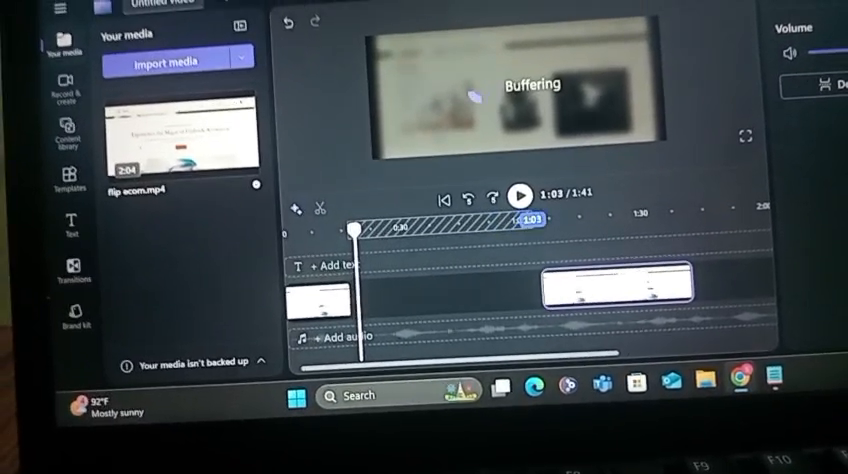 Untitled video
Your media
Import media
Your media
Record &
create
Content
library
Templates
Text
Transitions
Brand kit
2:04
flip ecom.mp4
Your media isn't backed up
Buffering
1:03 / 1:41
0
0:30
1:03
1:30
2:00
T + Add text
+ Add audio
Volume
92°F
Mostly sunny
Search
F9
F10